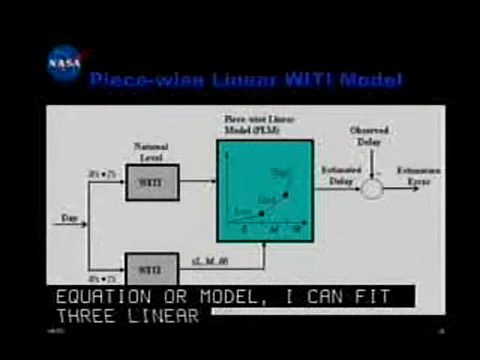 NASA
Piece-wise Linear WITI Model
Piece-wise Linear
Model (PLM)
Observed
Delay
National
Level
Estimated
Delay
Estimation
Error
WITI
Day
WITI
EQUATION OR MODEL, I CAN FIT
THREE LINEAR